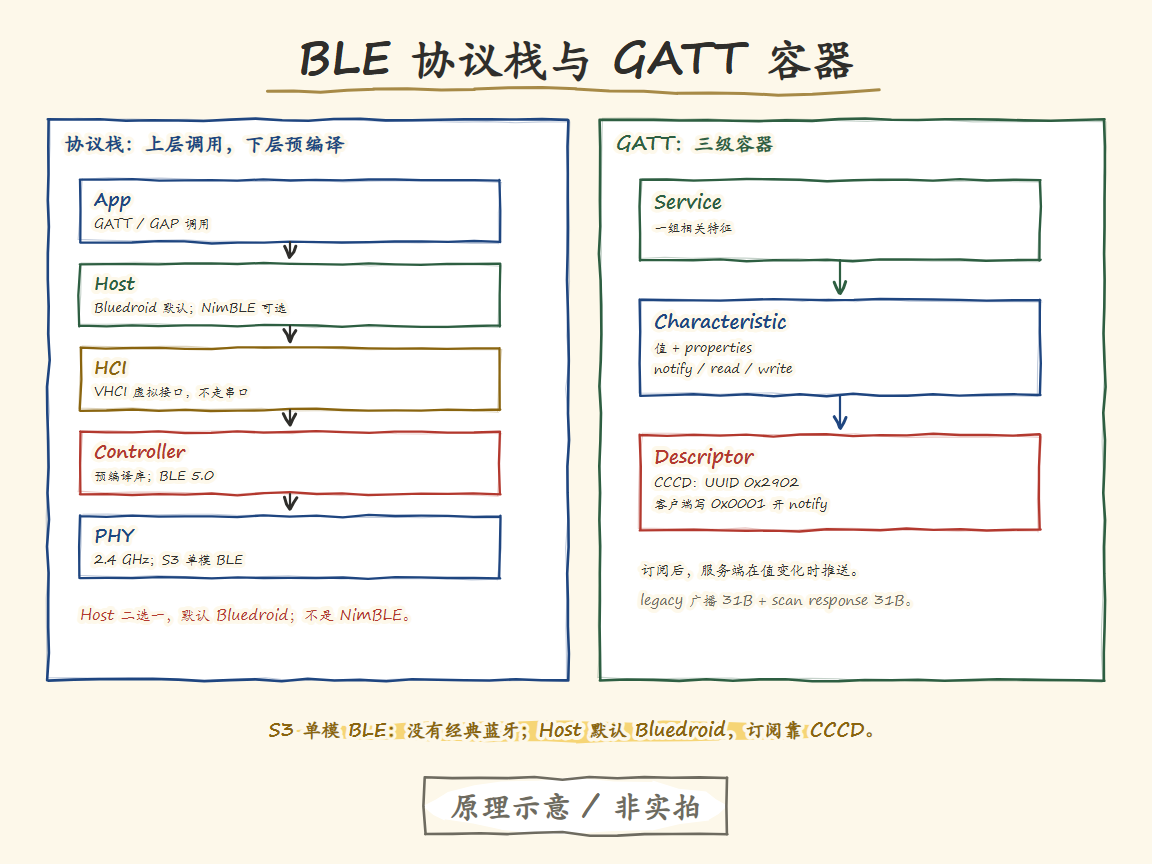 BLE 协议栈与 GATT 容器
协议栈：上层调用，下层预编译
App
GATT / GAP 调用
Host
Bluedroid 默认；NimBLE 可选
HCI
VHCI 虚拟接口，不走串口
Controller
预编译库；BLE 5.0
PHY
2.4 GHz；S3 单模 BLE
Host 二选一，默认 Bluedroid；不是 NimBLE。
GATT：三级容器
Service
一组相关特征
Characteristic
值 + properties
notify / read / write
Descriptor
CCCD：UUID 0x2902
客户端写 0x0001 开 notify
订阅后，服务端在值变化时推送。
legacy 广播 31B + scan response 31B。
S3 单模 BLE：没有经典蓝牙；Host 默认 Bluedroid，订阅靠 CCCD。
原理示意 / 非实拍